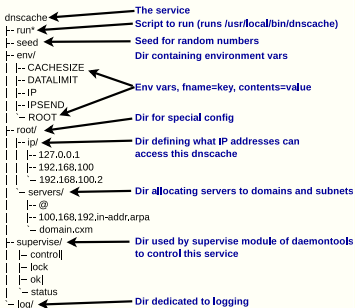 dnscache
The service
|-- run*
Script to run (runs /usr/local/bin/dnscache)
|-- seed
Seed for random numbers
|-- env/
Dir containing environment vars
| |-- CACHESIZE
| |-- DATALIMIT
| |-- IP
Env vars, fname=key, contents=value
| |-- IPSEND
| `-- ROOT
|-- root/
Dir for special config
| |-- ip/
Dir defining what IP addresses can
access this dnscache
| | |-- 127.0.0.1
| | |-- 192.168.100
| | `-- 192.168.100.2
| `-- servers/
Dir allocating servers to domains and subnets
| |-- @
| |-- 100.168.192.in-addr.arpa
| `-- domain.cxm
|-- supervise/
Dir used by supervise module of daemontools
to control this service
| |-- control|
| |-- lock
| |-- ok|
| `-- status
`-- log/
Dir dedicated to logging